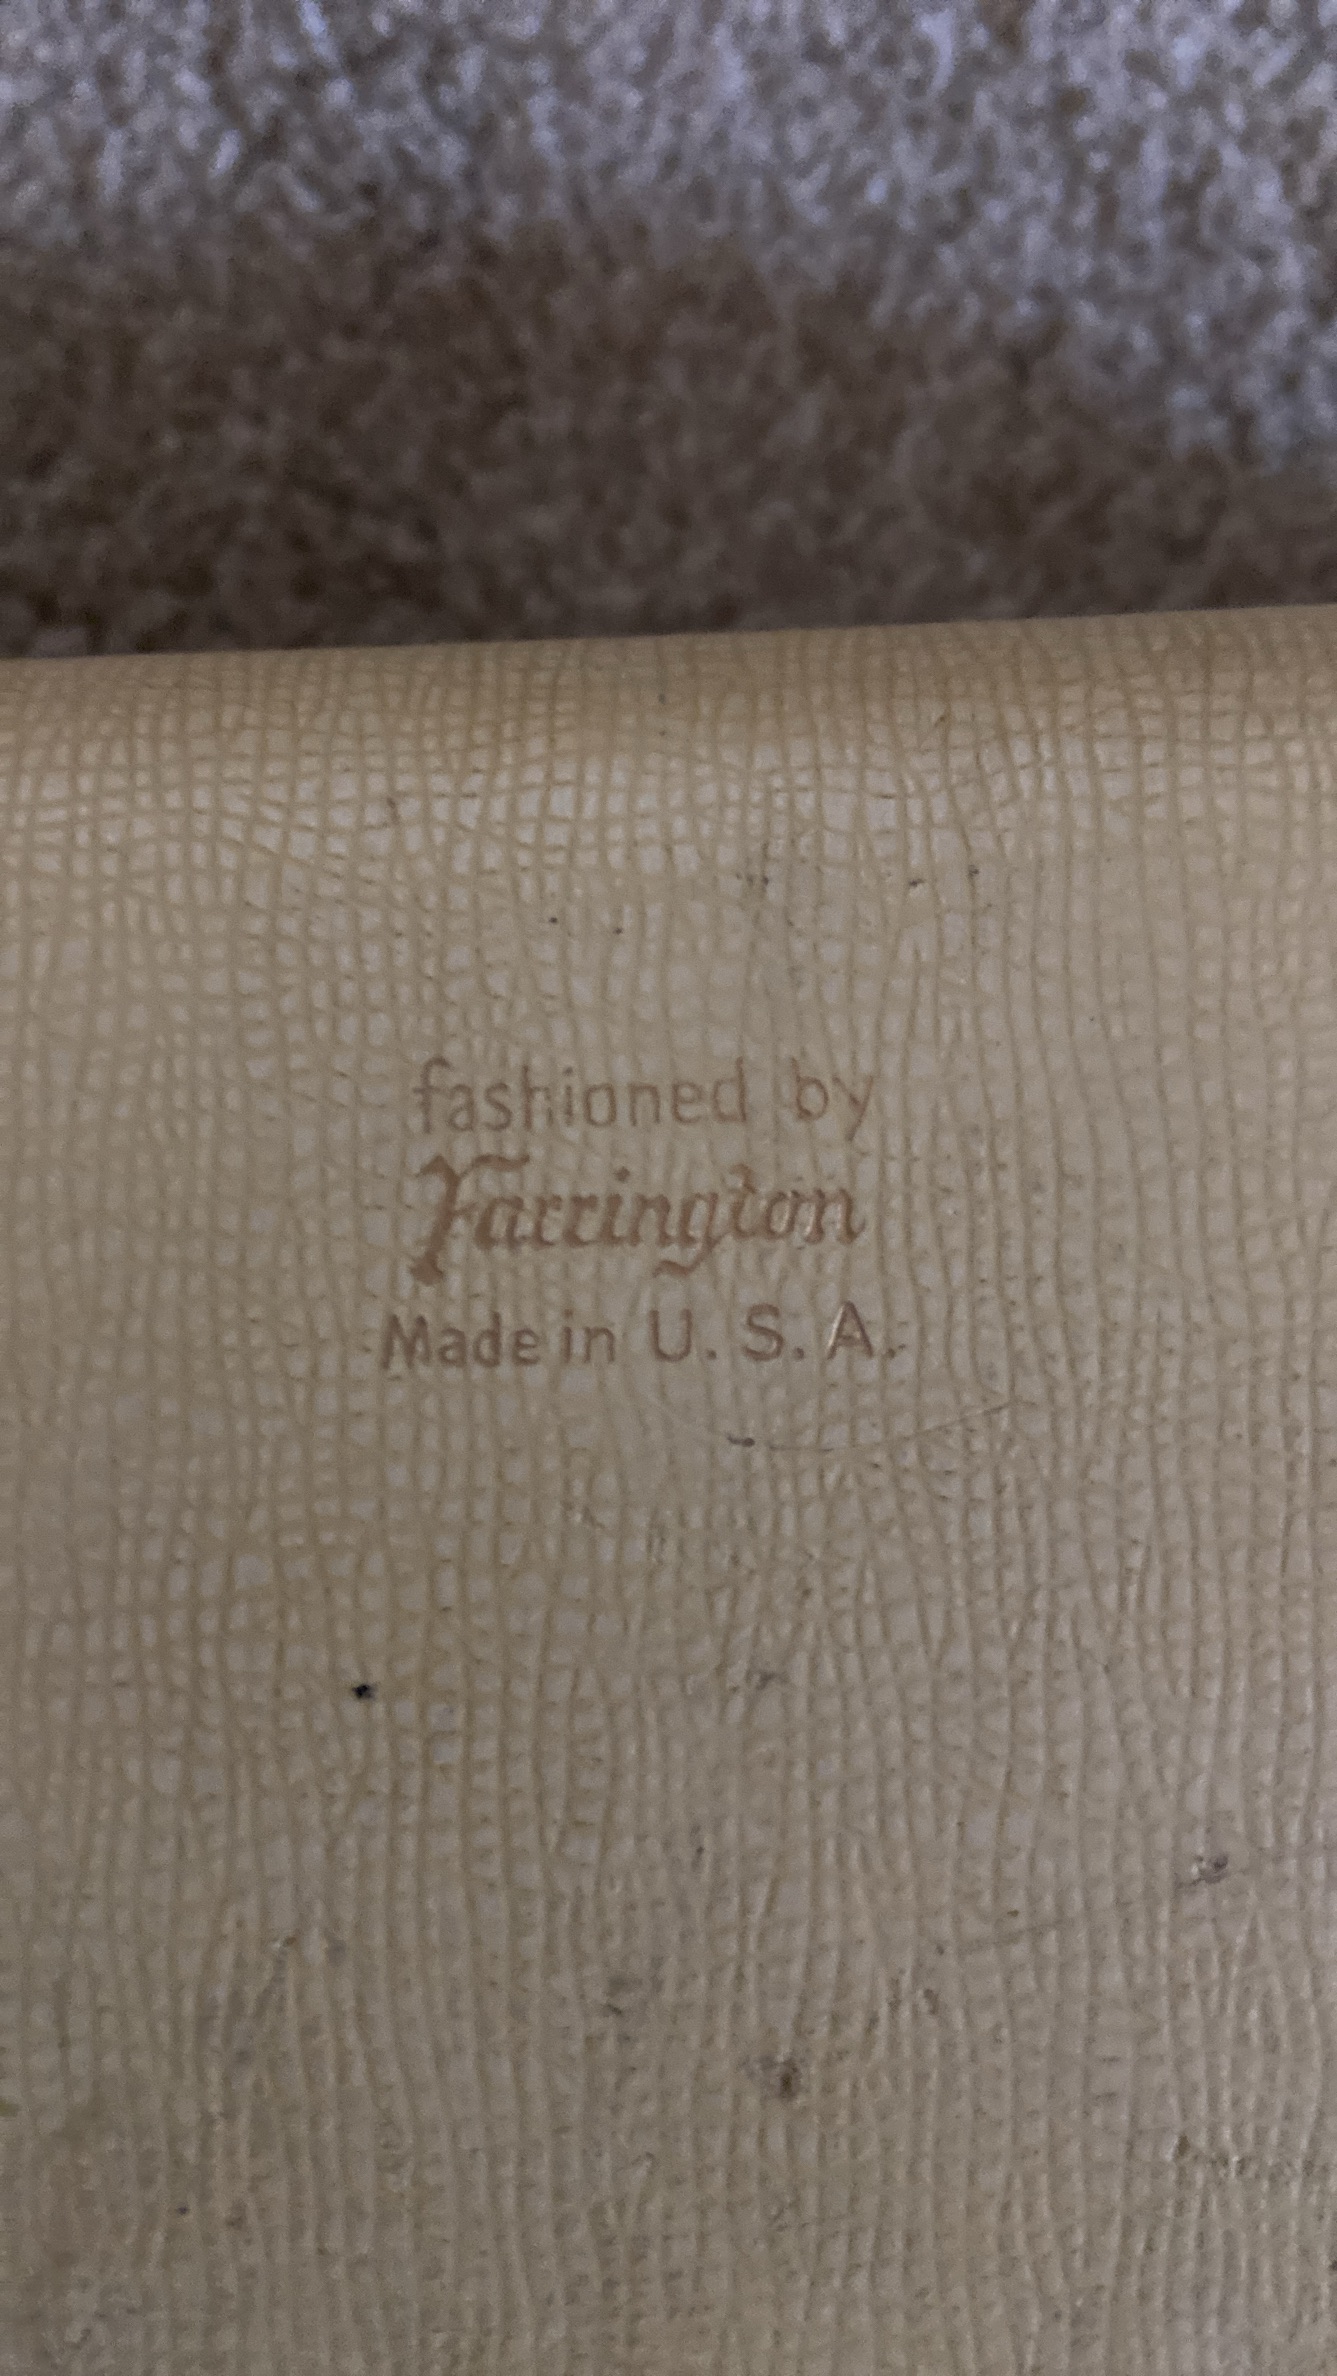 fashioned by
Farrington
Made in U. S. A.